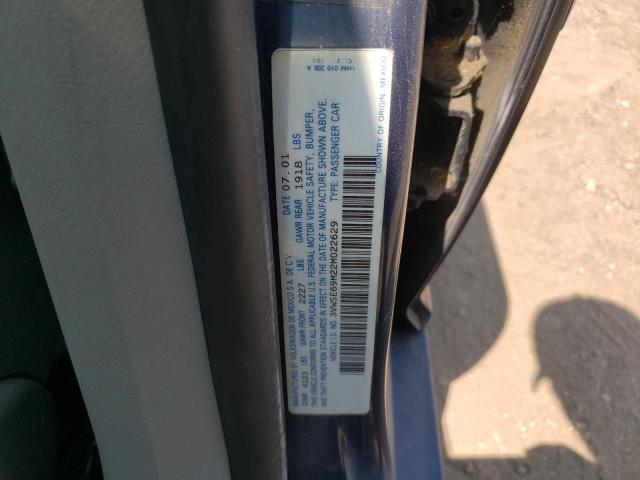 MANUFACTURED BY VOLKSWAGEN DE MEXICO S.A. DE C.V. DATE 07.01
GVWR 4123 LBS GAWR FRONT 2227 LBS GAWR REAR 1918 LBS
THIS VEHICLE CONFORMS TO ALL APPLICABLE U.S. FEDERAL MOTOR VEHICLE SAFETY, BUMPER,
AND THEFT PREVENTION STANDARDS IN EFFECT ON THE DATE OF MANUFACTURE SHOWN ABOVE.
VEHICLE I.D. NO.: 3VWSE69M22M022629 TYPE: PASSENGER CAR
COUNTRY OF ORIGIN: MEXICO
1HM 010 205 A